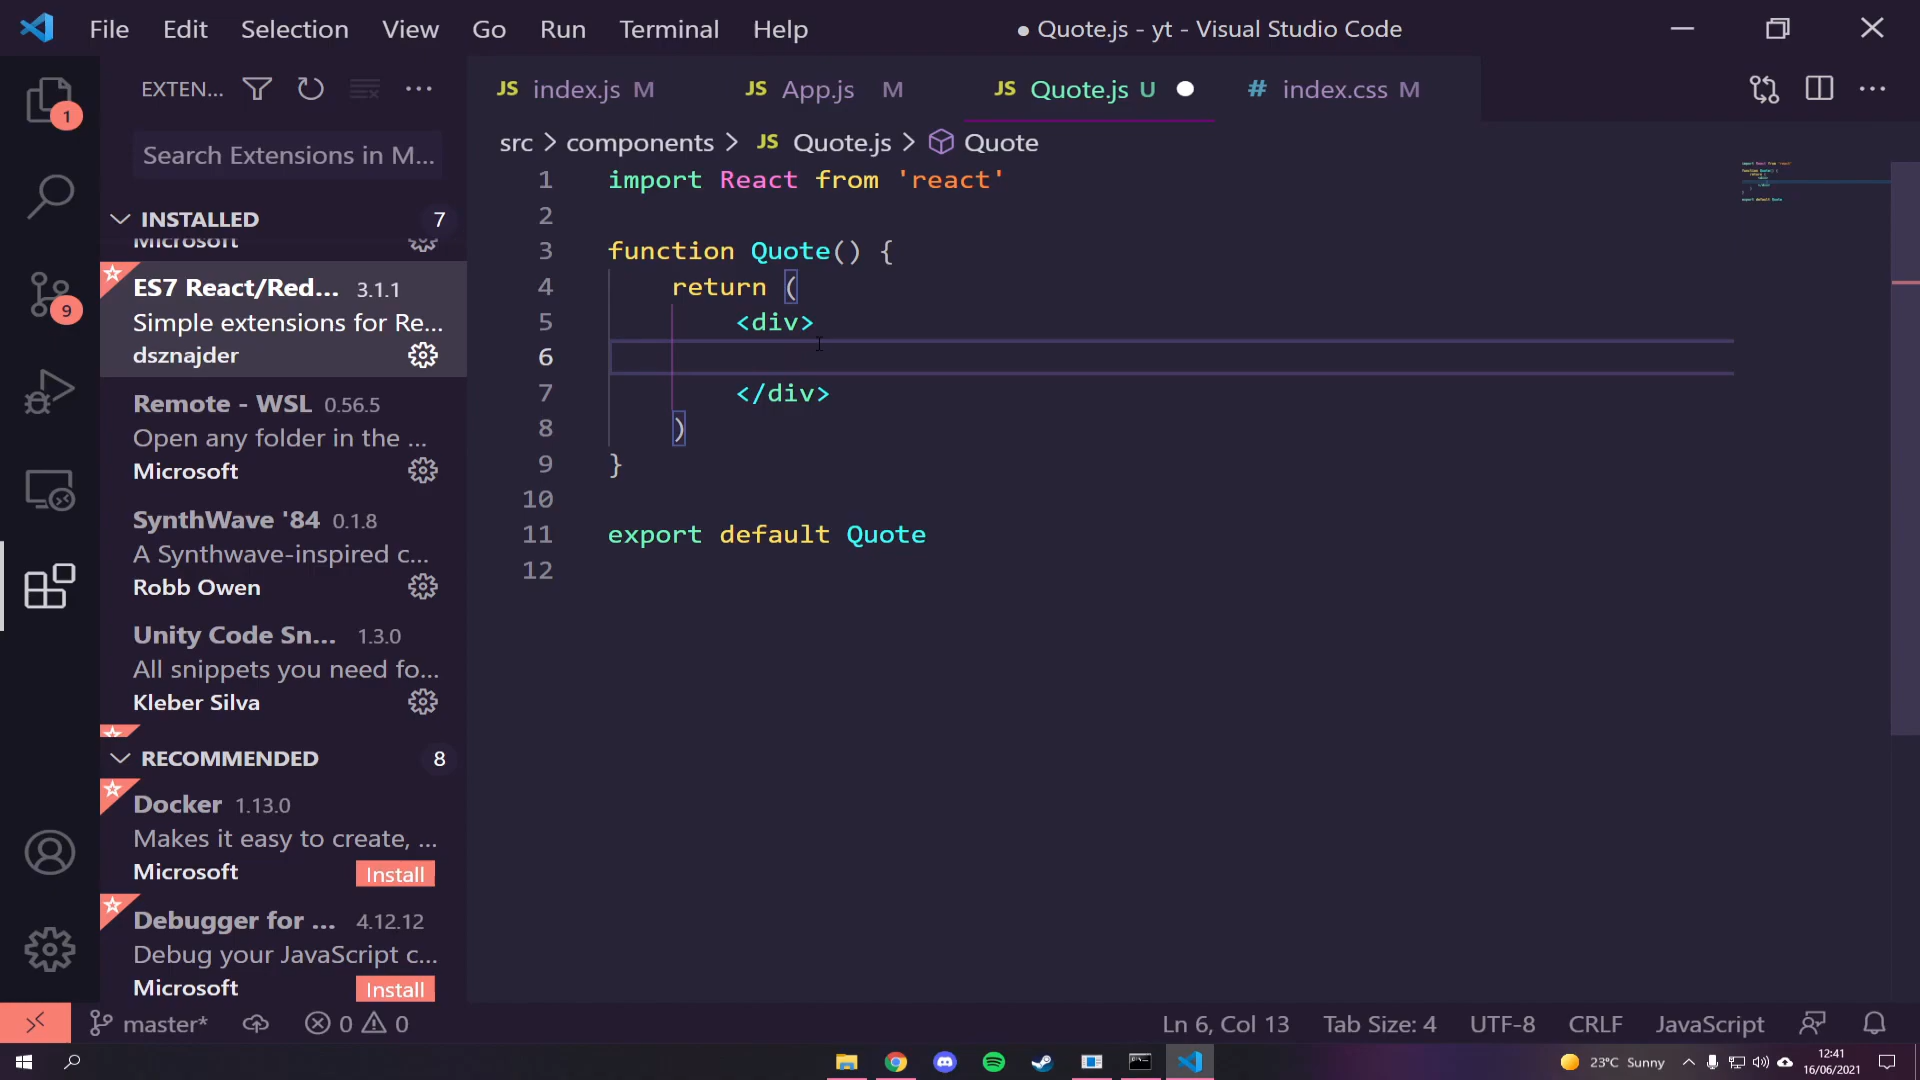 File Edit Selection View Go Run Terminal Help ● Quote.js - yt - Visual Studio Code
EXTEN...
JS index.js M JS App.js M JS Quote.js U ● # index.css M
1
Search Extensions in M...
src > components > JS Quote.js > Quote
INSTALLED 7
Microsoft
ES7 React/Red... 3.1.1
Simple extensions for Re...
dsznajder
9
Remote - WSL 0.56.5
Open any folder in the ...
Microsoft
SynthWave '84 0.1.8
A Synthwave-inspired c...
Robb Owen
Unity Code Sn... 1.3.0
All snippets you need fo...
Kleber Silva
RECOMMENDED 8
Docker 1.13.0
Makes it easy to create, ...
Microsoft Install
Debugger for ... 4.12.12
Debug your JavaScript c...
Microsoft Install
1 import React from 'react'
2
3 function Quote() {
4 return (
5 <div>
6
7 </div>
8 )
9 }
10
11 export default Quote
12
master* 0 0 Ln 6, Col 13 Tab Size: 4 UTF-8 CRLF JavaScript
23°C Sunny 12:41
16/06/2021